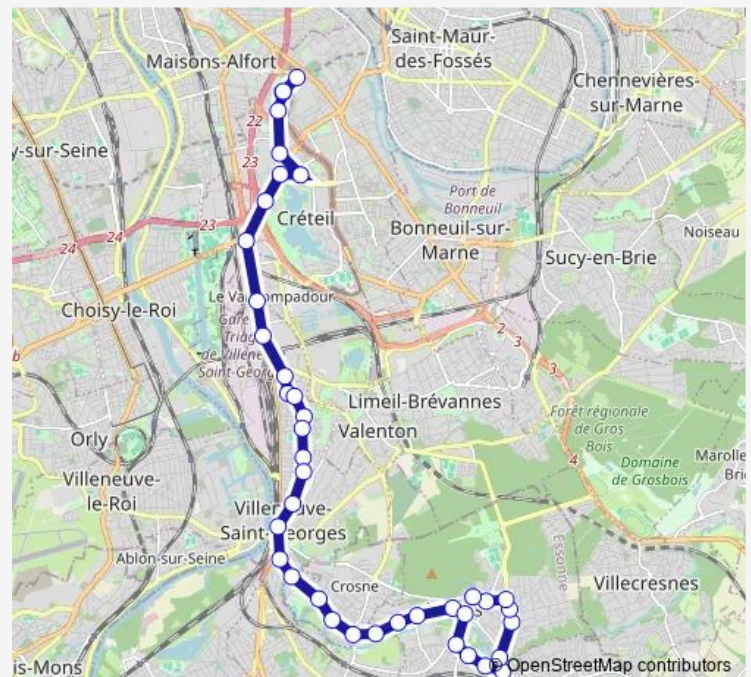 Saint-Maur-
des-Fossés
Maisons-Alfort
Chennevières-
sur-Marne
22
y-sur-Seine
23
Port de
Bonneuil
Créteil
23
24
24
Bonneuil-sur-
Marne
Noiseau
Sucy-en-Brie
Choisy-le-Roi
2
3
3
Limeil-Brévannes
Forêt régionale
de Gros
Bois
Orly
Valenton
4
Domaine
de Grosbois
Marolle
Villeneuve-
le-Roi
Saint-Georges
Ablon-sur-Seine
Essonne
Crosne
Villecresnes
is-Mons
OpenStreetMap contributors